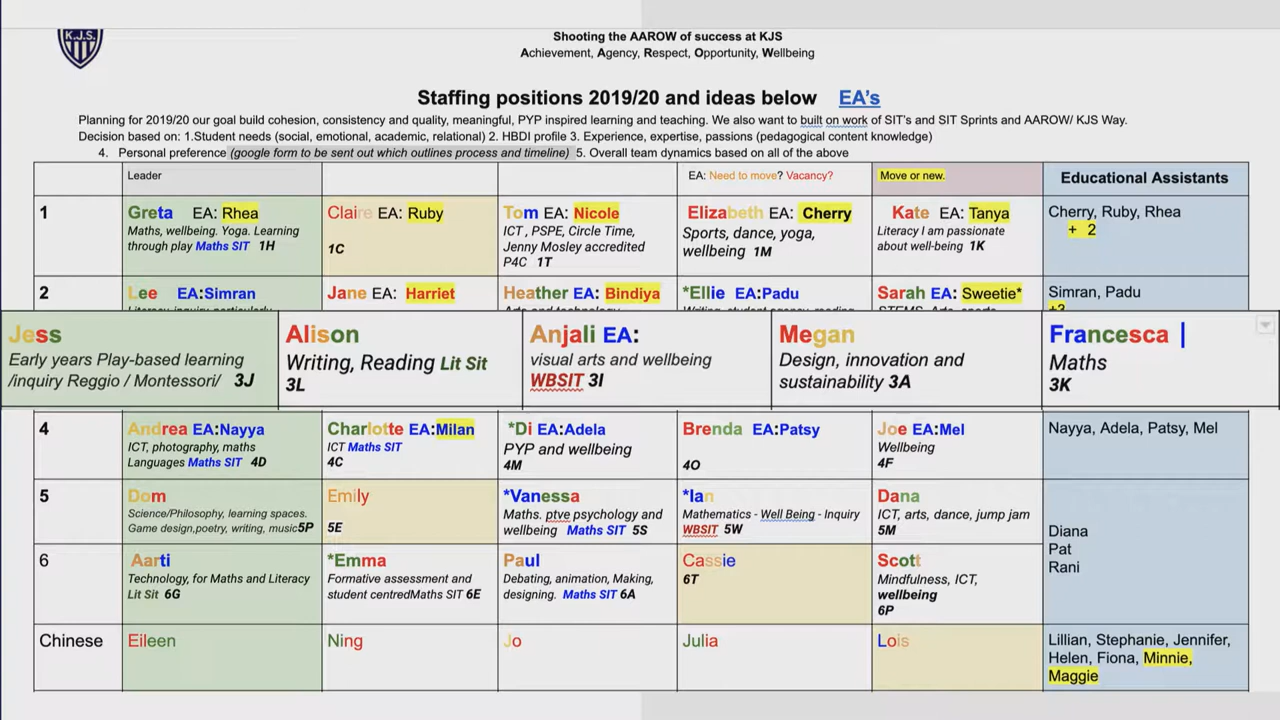 K.J.S.
Shooting the AAROW of success at KJS
Achievement, Agency, Respect, Opportunity, Wellbeing
Staffing positions 2019/20 and ideas below EA's
Planning for 2019/20 our goal build cohesion, consistency and quality, meaningful, PYP inspired learning and teaching. We also want to built on work of SIT's and SIT Sprints and AAROW/ KJS Way.
Decision based on: 1.Student needs (social, emotional, academic, relational) 2. HBDI profile 3. Experience, expertise, passions (pedagogical content knowledge)
4. Personal preference (google form to be sent out which outlines process and timeline) 5. Overall team dynamics based on all of the above
Leader
EA: Need to move? Vacancy?
Move or new.
Educational Assistants
1
Greta EA: Rhea
Maths, wellbeing. Yoga. Learning
through play Maths SIT 1H
Claire EA: Ruby
1C
Tom EA: Nicole
ICT , PSPE, Circle Time,
Jenny Mosley accredited
P4C 1T
Elizabeth EA: Cherry
Sports, dance, yoga,
wellbeing 1M
Kate EA: Tanya
Literacy I am passionate
about well-being 1K
Cherry, Ruby, Rhea
+ 2
2
Lee EA:Simran
Literacy, inquiry particularly
Jane EA: Harriet
Heather EA: Bindiya
Arts and technology
*Ellie EA:Padu
Writing, student agency, reading
Sarah EA: Sweetie*
STEMS, Arts, sports
Simran, Padu
+3
Jess
Early years Play-based learning
/inquiry Reggio / Montessori/ 3J
Alison
Writing, Reading Lit Sit
3L
Anjali EA:
visual arts and wellbeing
WBSIT 3I
Megan
Design, innovation and
sustainability 3A
Francesca
Maths
3K
4
Andrea EA:Nayya
ICT, photography, maths
Languages Maths SIT 4D
Charlotte EA:Milan
ICT Maths SIT
4C
*Di EA:Adela
PYP and wellbeing
4M
Brenda EA:Patsy
4O
Joe EA:Mel
Wellbeing
4F
Nayya, Adela, Patsy, Mel
5
Dom
Science/Philosophy, learning spaces.
Game design,poetry, writing, music5P
Emily
5E
*Vanessa
Maths. ptve psychology and
wellbeing Maths SIT 5S
*Ian
Mathematics - Well Being - Inquiry
WBSIT 5W
Dana
ICT, arts, dance, jump jam
5M
Diana
Pat
Rani
6
Aarti
Technology, for Maths and Literacy
Lit Sit 6G
*Emma
Formative assessment and
student centredMaths SIT 6E
Paul
Debating, animation, Making,
designing. Maths SIT 6A
Cassie
6T
Scott
Mindfulness, ICT,
wellbeing
6P
Chinese
Eileen
Ning
Jo
Julia
Lois
Lillian, Stephanie, Jennifer,
Helen, Fiona, Minnie,
Maggie